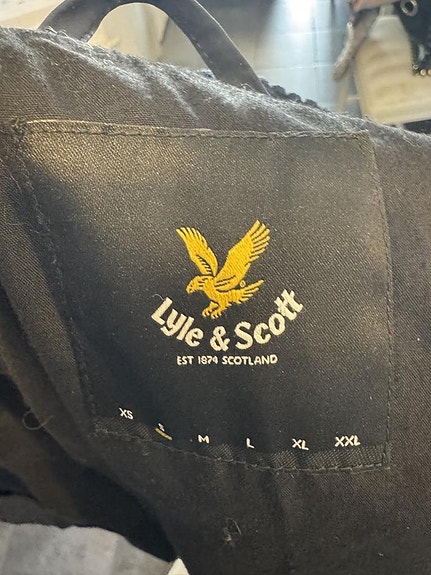 Lyle & Scott
EST 1874 SCOTLAND
XS S M L XL XXL